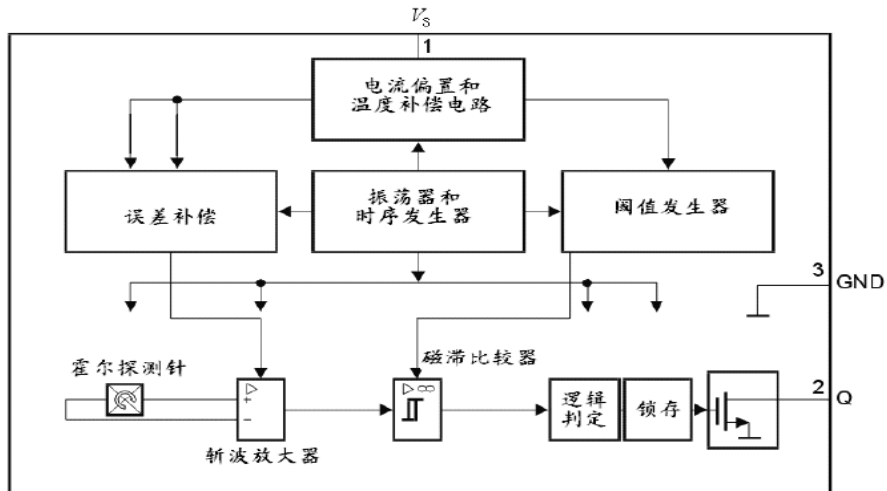 V_S
1
电流偏置和
温度补偿电路
误差补偿
振荡器和
时序发生器
阈值发生器
3
GND
霍尔探测针
磁滞比较器
▷
+
−
▷ ∞
逻辑
判定
锁存
2
Q
斩波放大器